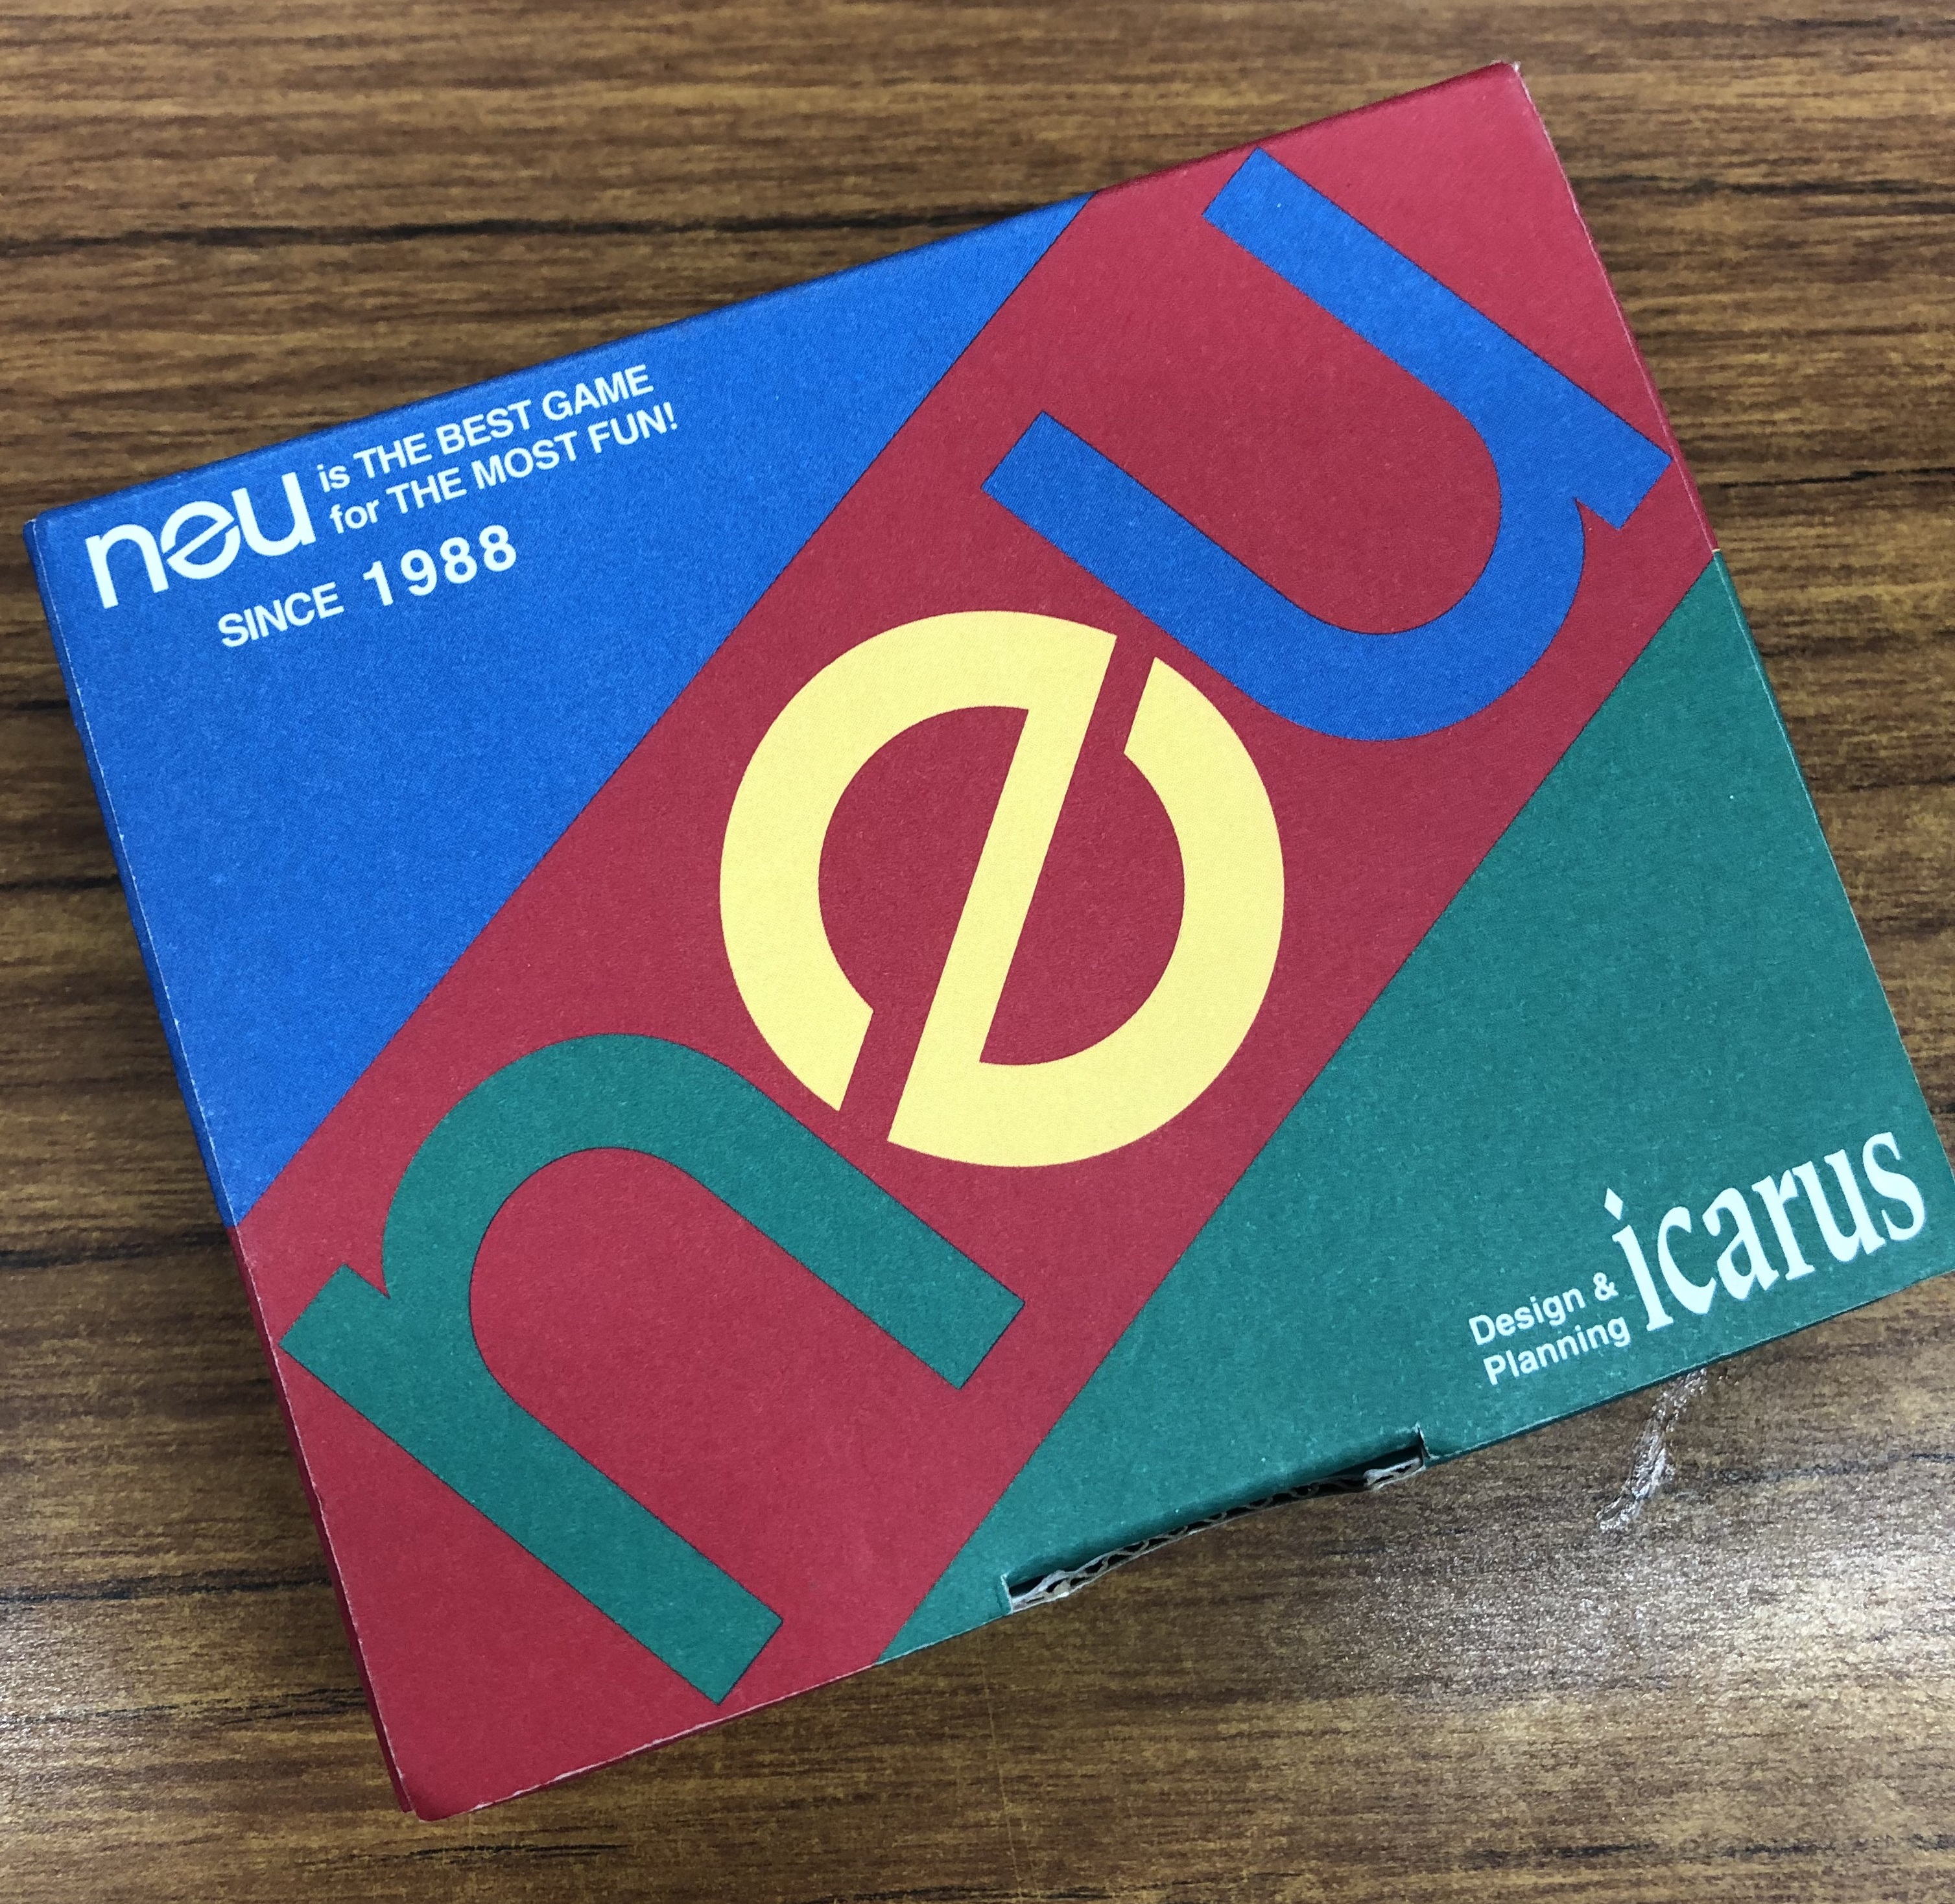 neu is THE BEST GAME
for THE MOST FUN!
SINCE 1988
neu
Design &
Planning icarus